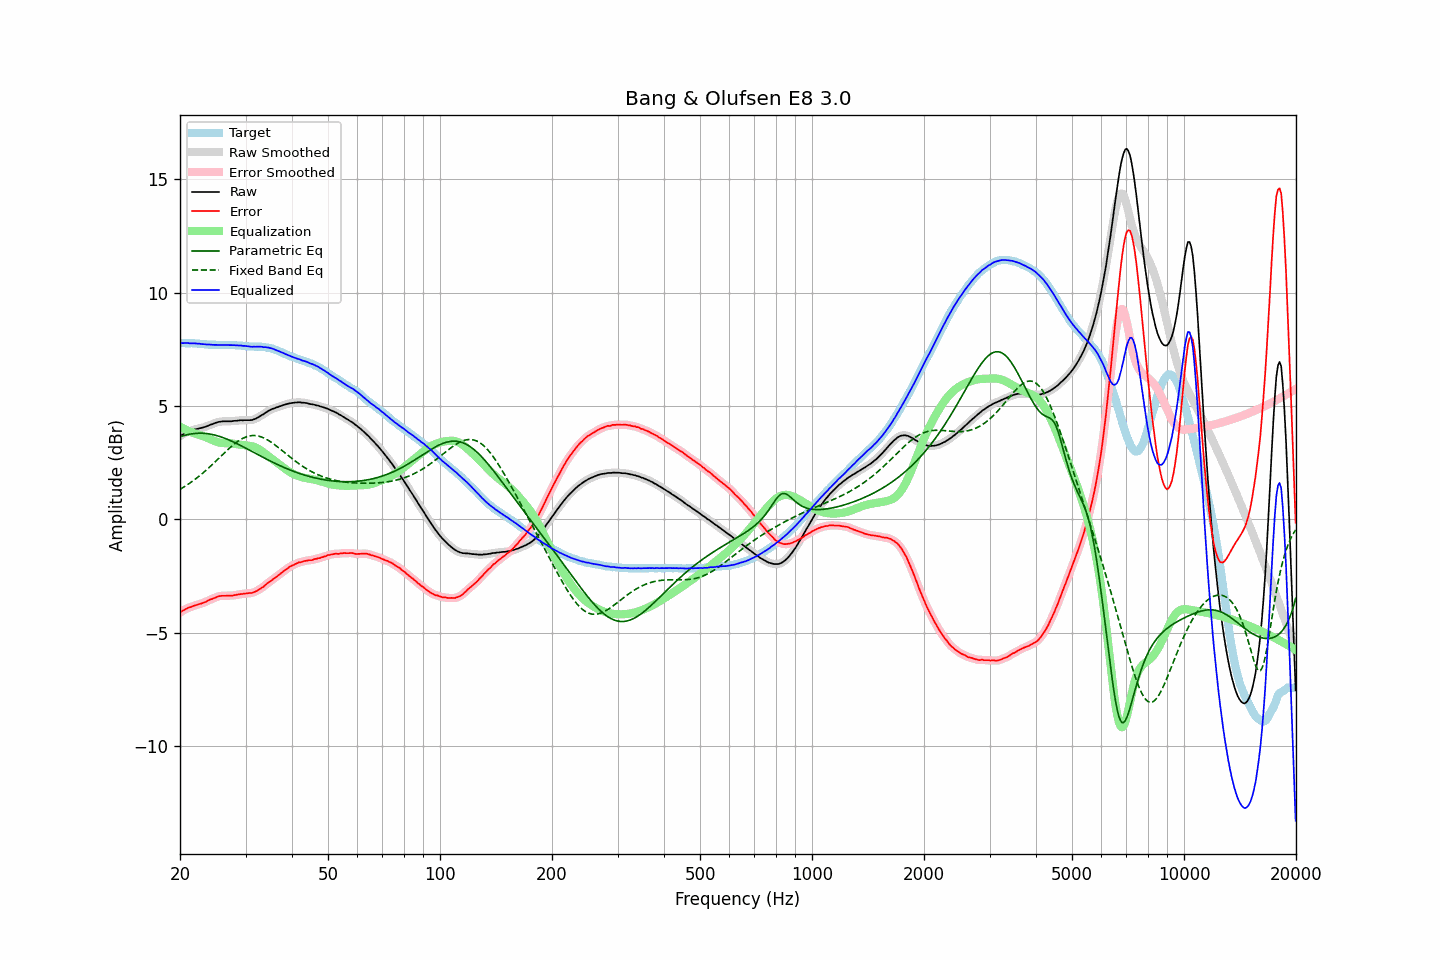 Bang & Olufsen E8 3.0
Target
Raw Smoothed
Error Smoothed
Raw
Error
Equalization
Parametric Eq
Fixed Band Eq
Equalized
15
10
5
0
−5
−10
Amplitude (dBr)
20 50 100 200 500 1000 2000 5000 10000 20000
Frequency (Hz)